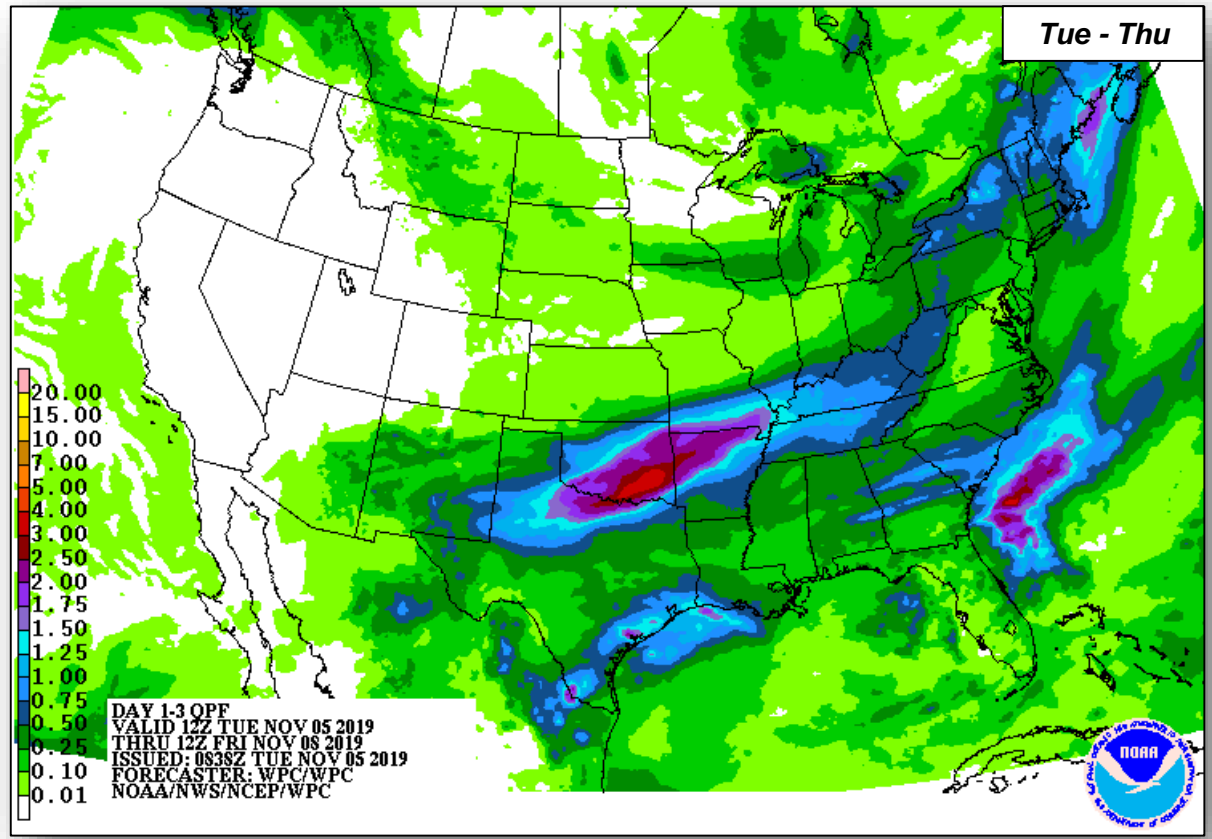 Tue - Thu
20.00
15.00
10.00
7.00
5.00
4.00
3.00
2.50
2.00
1.75
1.50
1.25
1.00
0.75
0.50
0.25
0.10
0.01
DAY 1-3 QPF
VALID 12Z TUE NOV 05 2019
THRU 12Z FRI NOV 08 2019
ISSUED: 0838Z TUE NOV 05 2019
FORECASTER: WPC/WPC
NOAA/NWS/NCEP/WPC
NOAA